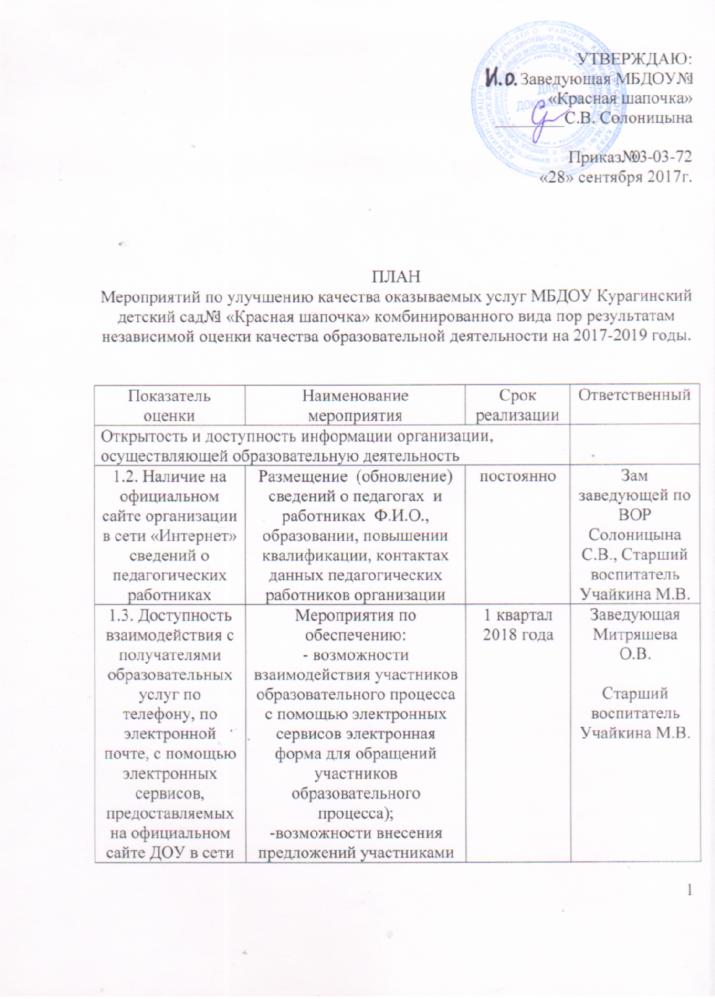 УТВЕРЖДАЮ:
И.О. Заведующая МБДОУ№1
«Красная шапочка»
С.В. Солоницына
ДЛЯ
ДОКУМЕНТОВ
Приказ№03-03-72
«28» сентября 2017г.
ПЛАН
Мероприятий по улучшению качества оказываемых услуг МБДОУ Курагинский
детский сад№1 «Красная шапочка» комбинированного вида пор результатам
независимой оценки качества образовательной деятельности на 2017-2019 годы.
Показатель
оценки
Наименование
мероприятия
Срок
реализации
Ответственный
Открытость и доступность информации организации,
осуществляющей образовательную деятельность
1.2. Наличие на
официальном
сайте организации
в сети «Интернет»
сведений о
педагогических
работниках
Размещение (обновление)
сведений о педагогах и
работниках Ф.И.О.,
образовании, повышении
квалификации, контактах
данных педагогических
работников организации
постоянно
Зам
заведующей по
ВОР
Солоницына
С.В., Старший
воспитатель
Учайкина М.В.
1.3. Доступность
взаимодействия с
получателями
образовательных
услуг по
телефону, по
электронной
почте, с помощью
электронных
сервисов,
предоставляемых
на официальном
сайте ДОУ в сети
Мероприятия по
обеспечению:
- возможности
взаимодействия участников
образовательного процесса
с помощью электронных
сервисов электронная
форма для обращений
участников
образовательного
процесса);
-возможности внесения
предложений участниками
1 квартал
2018 года
Заведующая
Митряшева
О.В.
Старший
воспитатель
Учайкина М.В.
1